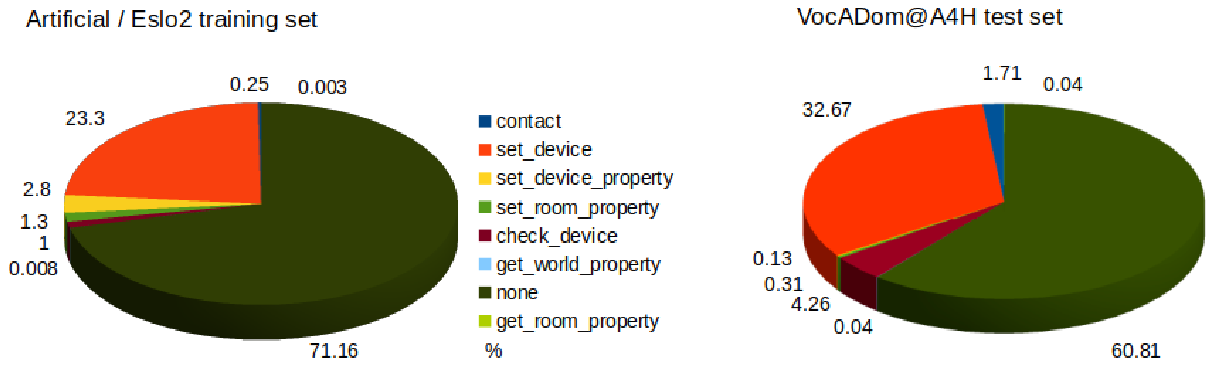 Artificial / Eslo2 training set
0.25
0.003
23.3
2.8
1.3
1
0.008
71.16
contact
set_device
set_device_property
set_room_property
check_device
get_world_property
none
get_room_property
%
VocADom@A4H test set
1.71
0.04
32.67
0.13
0.31
4.26
0.04
60.81